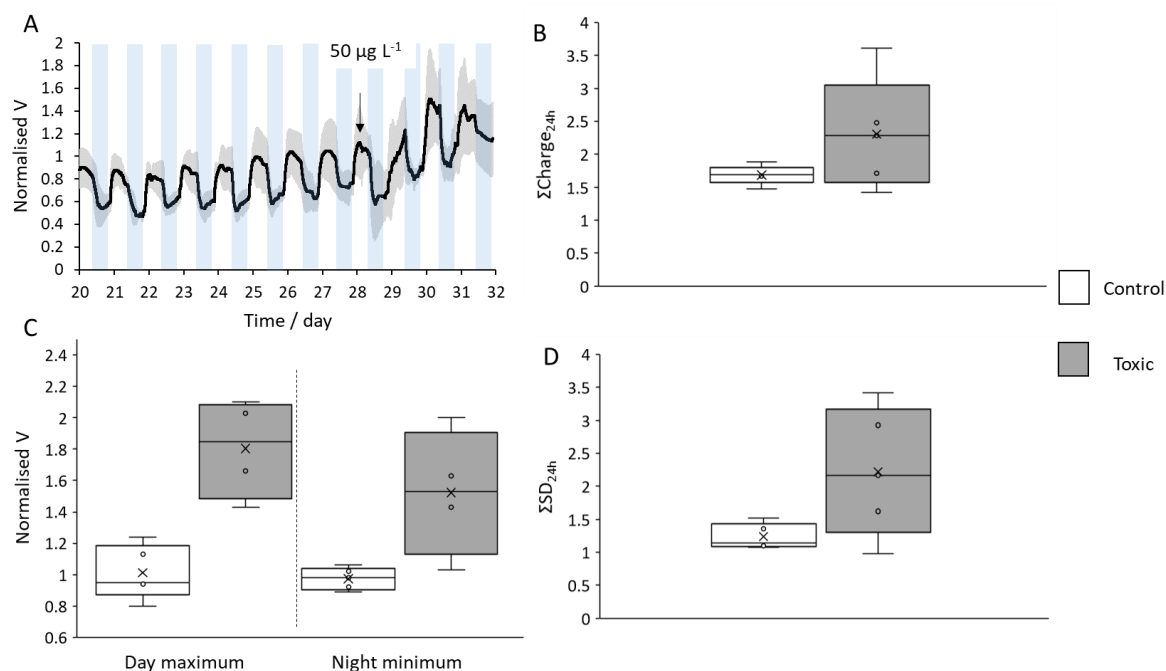 A
50 µg L-1
Normalised V
2
1.8
1.6
1.4
1.2
1
0.8
0.6
0.4
0.2
0
20 21 22 23 24 25 26 27 28 29 30 31 32
Time / day
B
ΣCharge24h
4
3.5
3
2.5
2
1.5
1
0.5
0
Control
Toxic
C
Normalised V
2.4
2.2
2
1.8
1.6
1.4
1.2
1
0.8
0.6
Day maximum Night minimum
D
ΣSD24h
4
3.5
3
2.5
2
1.5
1
0.5
0